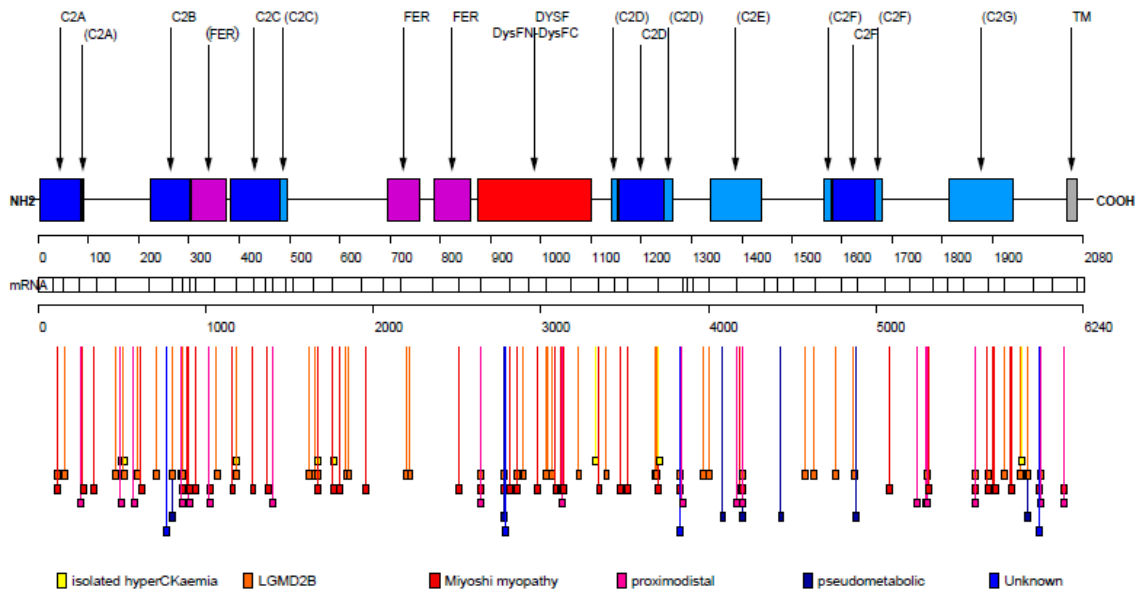 C2A C2B C2C (C2C) FER FER DYSF (C2D) (C2D) (C2E) (C2F) (C2F) (C2G) TM
(C2A) (FER) DysFN-DysFC C2D C2F
NH2 COOH
0 100 200 300 400 500 600 700 800 900 1000 1100 1200 1300 1400 1500 1600 1700 1800 1900 2080
mRNA
0 1000 2000 3000 4000 5000 6240
isolated hyperCKaemia LGMD2B Miyoshi myopathy proximodistal pseudometabolic Unknown